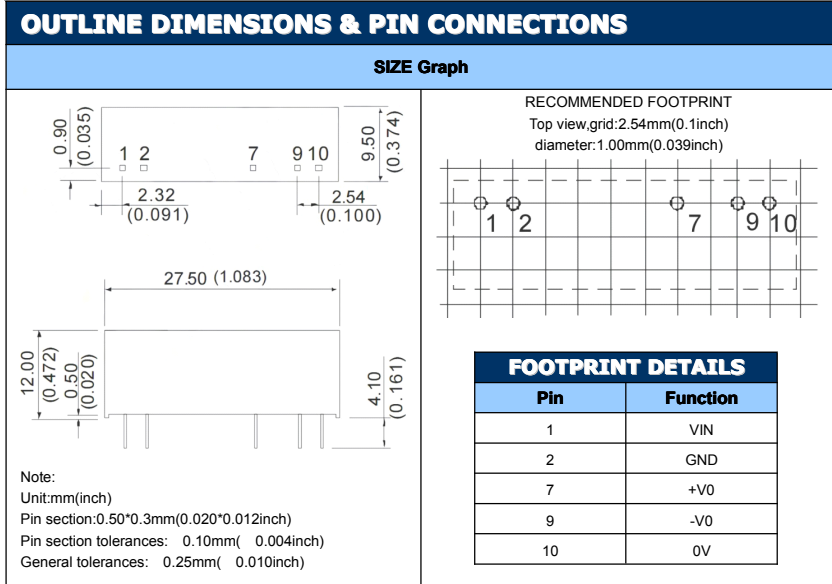 OUTLINE DIMENSIONS & PIN CONNECTIONS
SIZE Graph
0.90
(0.035)
1 2 7 9 10
9.50
(0.374)
2.32
(0.091)
2.54
(0.100)
27.50 (1.083)
12.00
(0.472)
0.50
(0.020)
4.10
(0.161)
Note:
Unit:mm(inch)
Pin section:0.50*0.3mm(0.020*0.012inch)
Pin section tolerances: 0.10mm( 0.004inch)
General tolerances: 0.25mm( 0.010inch)
RECOMMENDED FOOTPRINT
Top view,grid:2.54mm(0.1inch)
diameter:1.00mm(0.039inch)
1 2 7 9 10
FOOTPRINT DETAILS
Pin Function
1 VIN
2 GND
7 +V0
9 -V0
10 0V